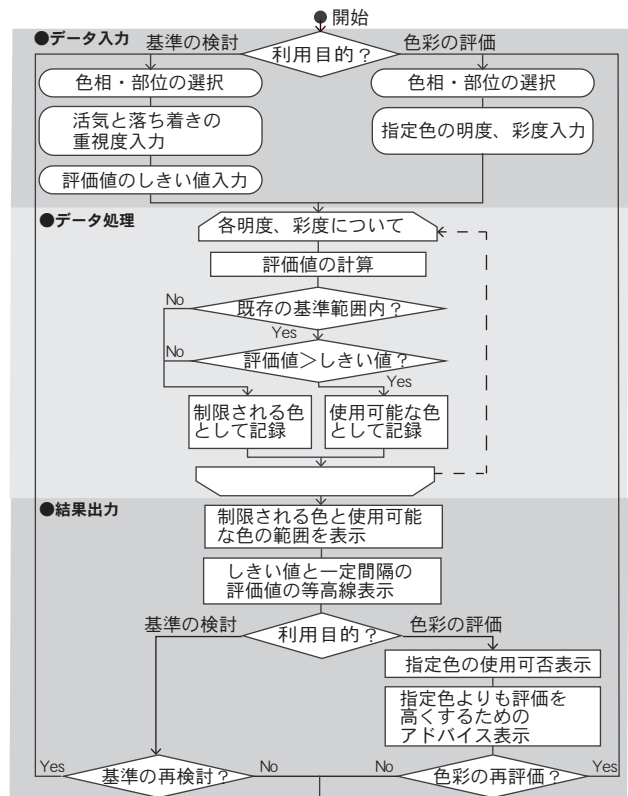 開始
●データ入力
基準の検討
利用目的？
色彩の評価
色相・部位の選択
活気と落ち着きの
重視度入力
評価値のしきい値入力
色相・部位の選択
指定色の明度、彩度入力
●データ処理
各明度、彩度について
評価値の計算
No
既存の基準範囲内？
Yes
No
評価値＞しきい値？
Yes
制限される色
として記録
使用可能な色
として記録
●結果出力
制限される色と使用可能
な色の範囲を表示
しきい値と一定間隔の
評価値の等高線表示
基準の検討
利用目的？
色彩の評価
指定色の使用可否表示
指定色よりも評価を
高くするための
アドバイス表示
Yes
基準の再検討？
No
No
色彩の再評価？
Yes